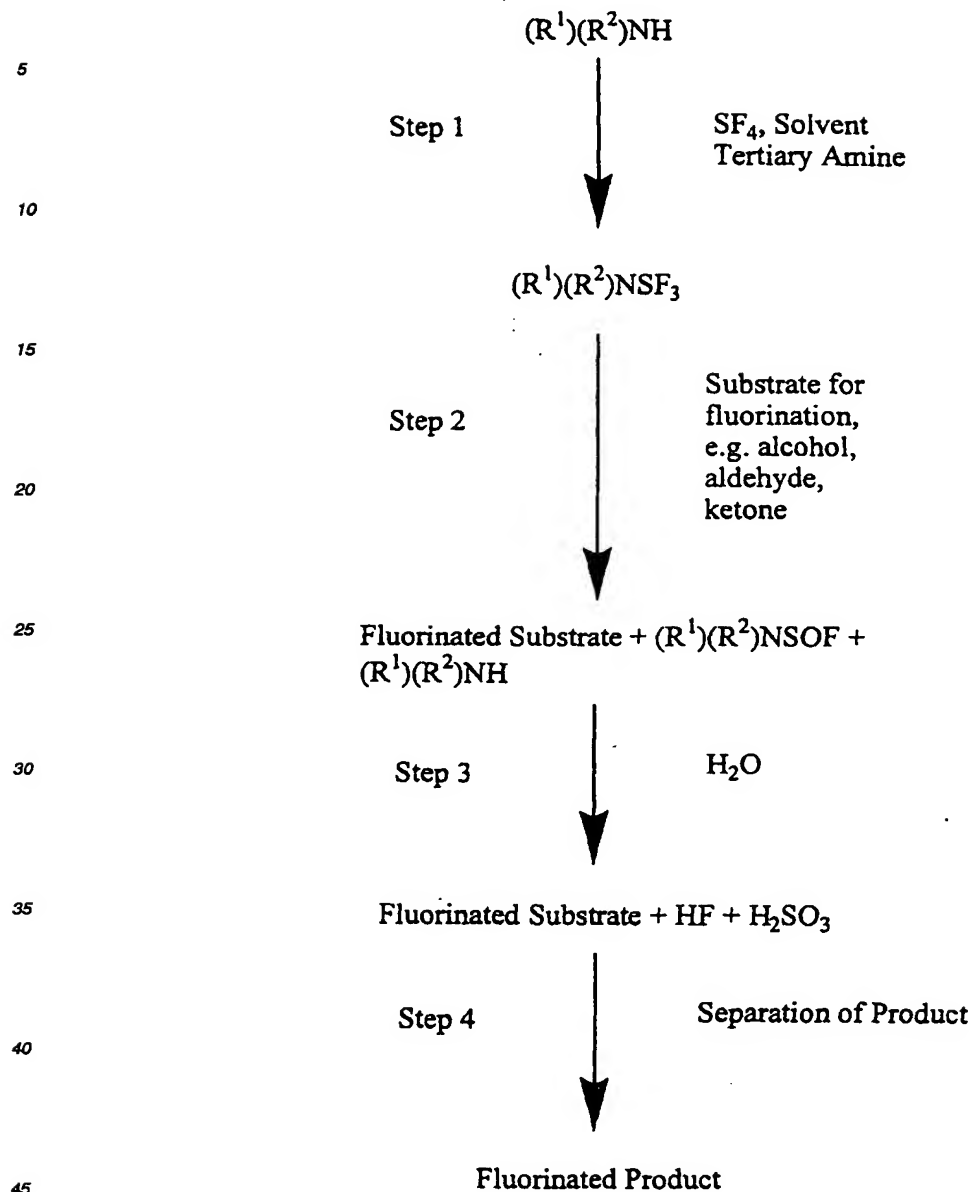 (R¹)(R²)NH
5
Step 1
SF₄, Solvent
Tertiary Amine
10
(R¹)(R²)NSF₃
15
Step 2
Substrate for
fluorination,
e.g. alcohol,
aldehyde,
ketone
20
25
Fluorinated Substrate + (R¹)(R²)NSOF +
(R¹)(R²)NH
30
Step 3
H₂O
35
Fluorinated Substrate + HF + H₂SO₃
Step 4
Separation of Product
40
Fluorinated Product
45